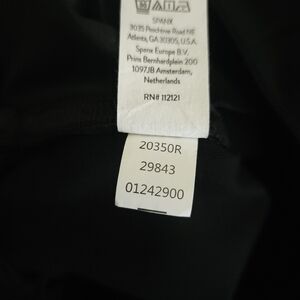 SPANX
3035 Peachtree Road NE
Atlanta, GA 30305, U.S.A.
Spanx Europe B.V.
Prins Bernhardplein 200
1097JB Amsterdam,
Netherlands
RN# 112121
20350R
29843
01242900